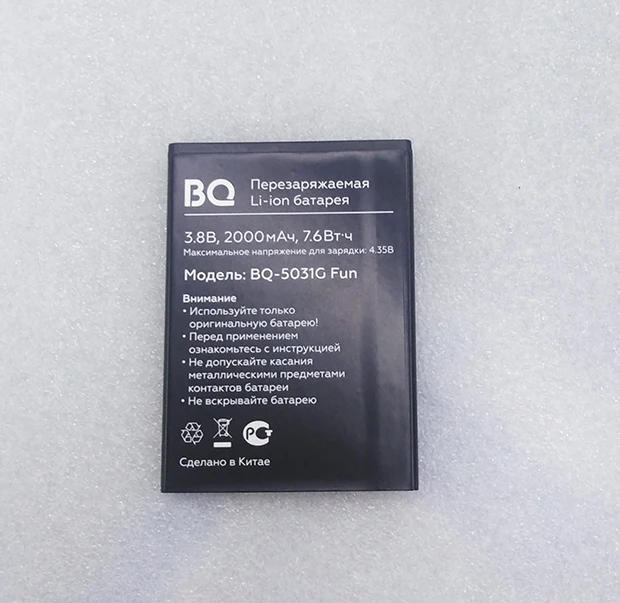 BQ
Перезаряжаемая
Li-ion батарея
3.8В, 2000мАч, 7.6Вт·ч
Максимальное напряжение для зарядки: 4.35В
Модель: BQ-5031G Fun
Внимание
• Используйте только
оригинальную батарею!
• Перед применением
ознакомьтесь с инструкцией
• Не допускайте касания
металлическими предметами
контактов батареи
• Не вскрывайте батарею
РСТ
Сделано в Китае